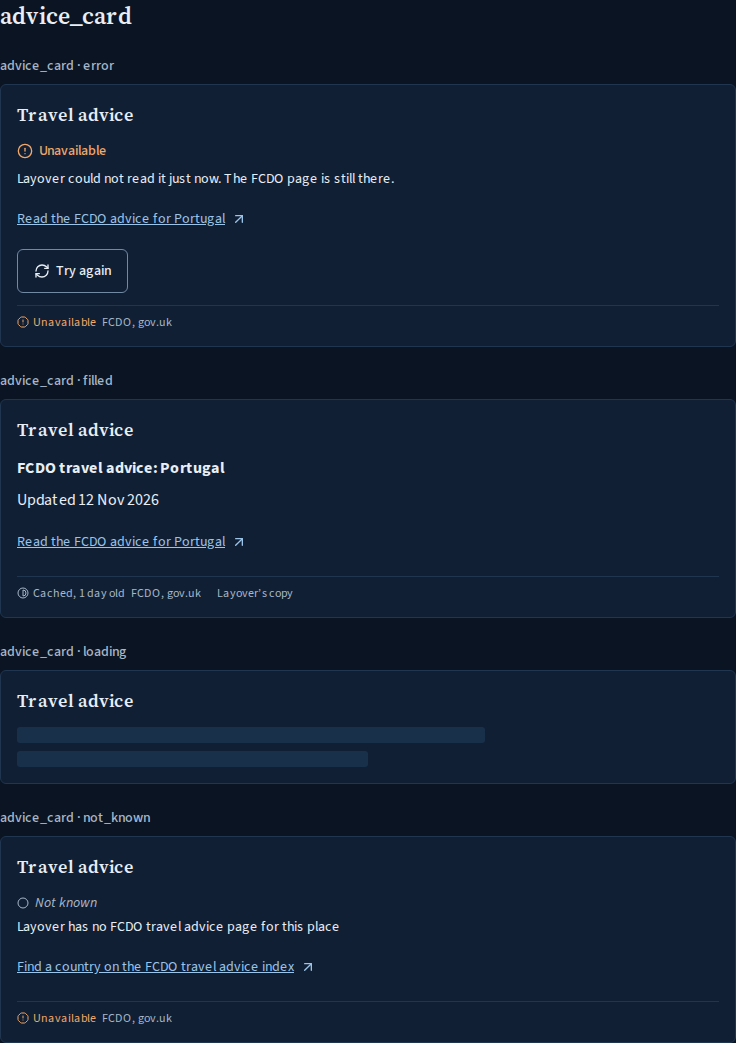 advice_card
advice_card · error
Travel advice
Unavailable
Layover could not read it just now. The FCDO page is still there.
Read the FCDO advice for Portugal
Try again
Unavailable FCDO, gov.uk
advice_card · filled
Travel advice
FCDO travel advice: Portugal
Updated 12 Nov 2026
Read the FCDO advice for Portugal
Cached, 1 day old FCDO, gov.uk Layover's copy
advice_card · loading
Travel advice
advice_card · not_known
Travel advice
Not known
Layover has no FCDO travel advice page for this place
Find a country on the FCDO travel advice index
Unavailable FCDO, gov.uk